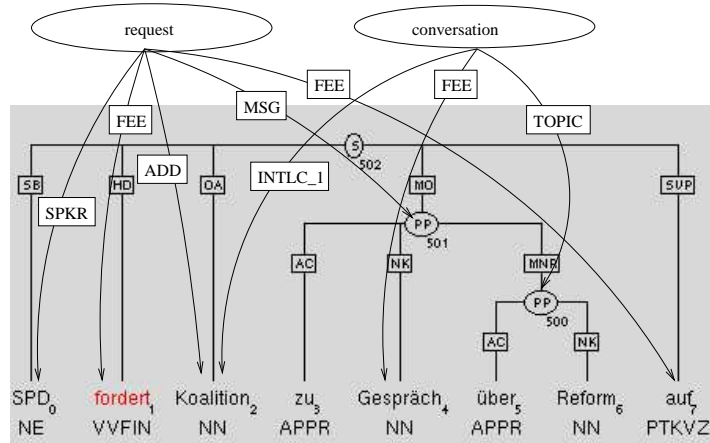 request conversation
FEE FEE
MSG
FEE TOPIC
S
502
ADD INTLC_1
SB HD OA MO SVP
SPKR
PP
501
AC NK MNR
PP
500
AC NK
SPD0 fordert1 Koalition2 zu3 Gespräch4 über5 Reform6 auf7
NE VVFIN NN APPR NN APPR NN PTKVZ